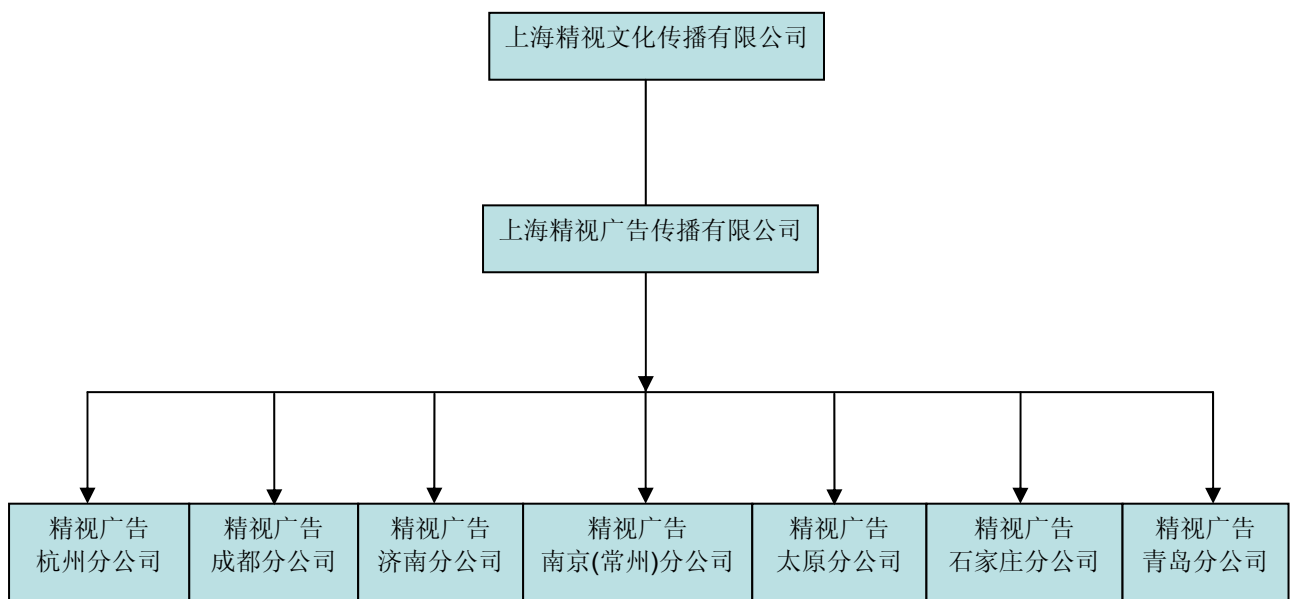 上海精视文化传播有限公司
上海精视广告传播有限公司
精视广告
杭州分公司
精视广告
成都分公司
精视广告
济南分公司
精视广告
南京(常州)分公司
精视广告
太原分公司
精视广告
石家庄分公司
精视广告
青岛分公司